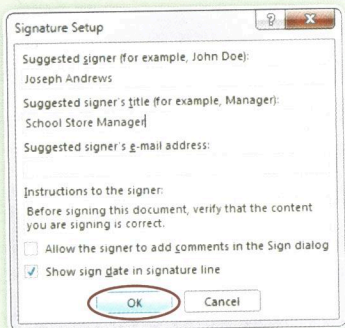 Signature Setup
Suggested signer (for example, John Doe):
Joseph Andrews
Suggested signer's title (for example, Manager):
School Store Manager
Suggested signer's e-mail address:
Instructions to the signer:
Before signing this document, verify that the content
you are signing is correct.
Allow the signer to add comments in the Sign dialog
Show sign date in signature line
OK Cancel